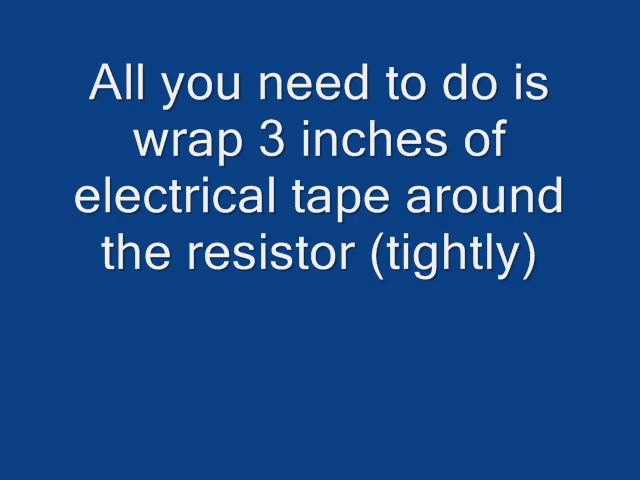 All you need to do is
wrap 3 inches of
electrical tape around
the resistor (tightly)